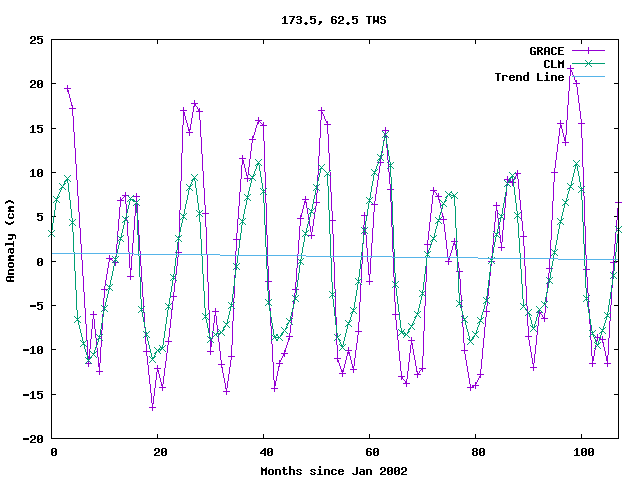 173.5, 62.5 TWS
GRACE
CLM
Trend Line
Anomaly (cm)
25
20
15
10
5
0
-5
-10
-15
-20
0 20 40 60 80 100
Months since Jan 2002